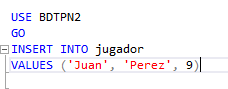 USE BDTPN2
GO
INSERT INTO jugador
VALUES ('Juan', 'Perez', 9)